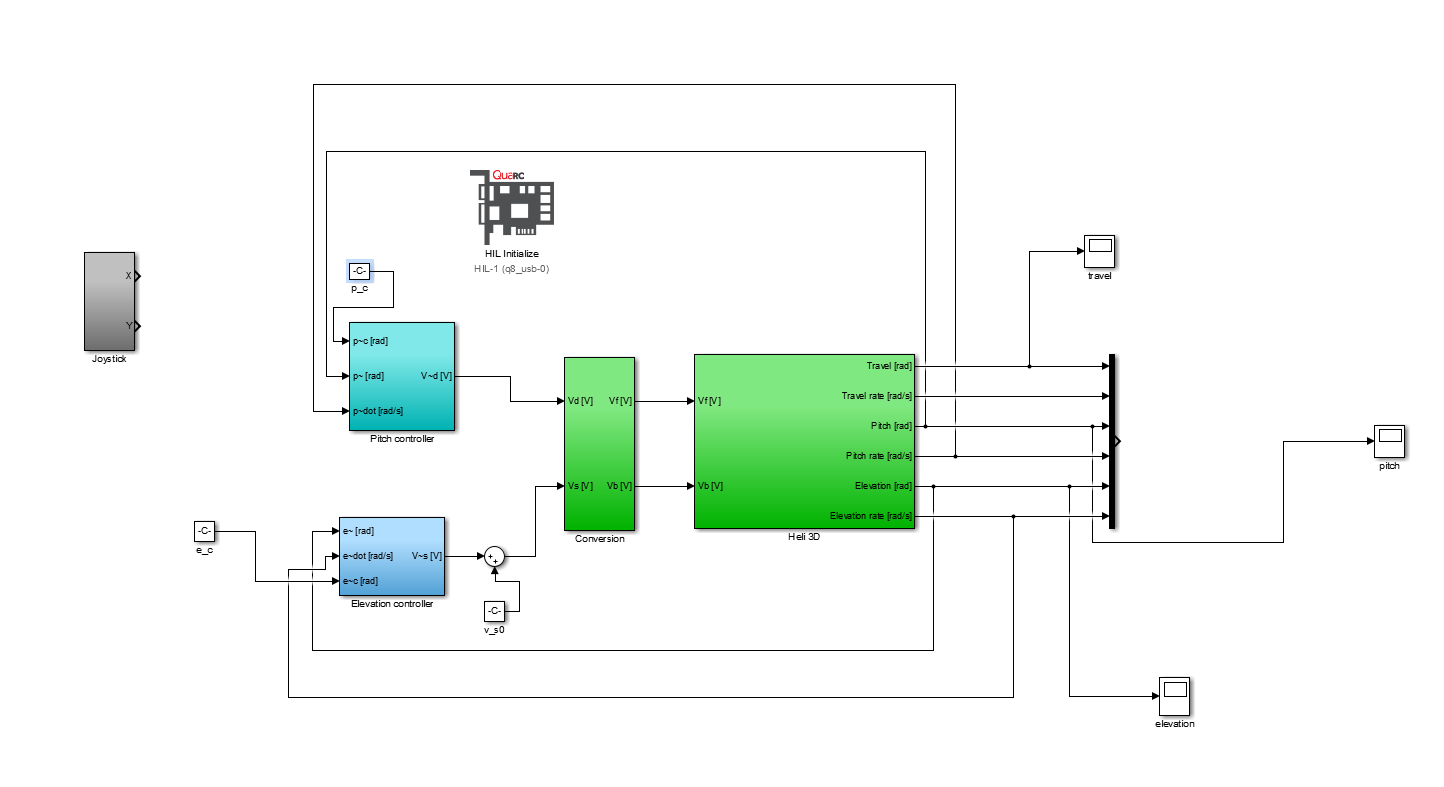 QUARC
HIL Initialize
HIL-1 (q8_usb-0)
X
Y
Joystick
-C-
p_c
p~c [rad]
p~ [rad]
p~dot [rad/s]
V~d [V]
Pitch controller
-C-
e_c
e~ [rad]
e~dot [rad/s]
e~c [rad]
V~s [V]
Elevation controller
-C-
v_s0
Vd [V]
Vs [V]
Vf [V]
Vb [V]
Conversion
Vf [V]
Vb [V]
Travel [rad]
Travel rate [rad/s]
Pitch [rad]
Pitch rate [rad/s]
Elevation [rad]
Elevation rate [rad/s]
Heli 3D
travel
pitch
elevation